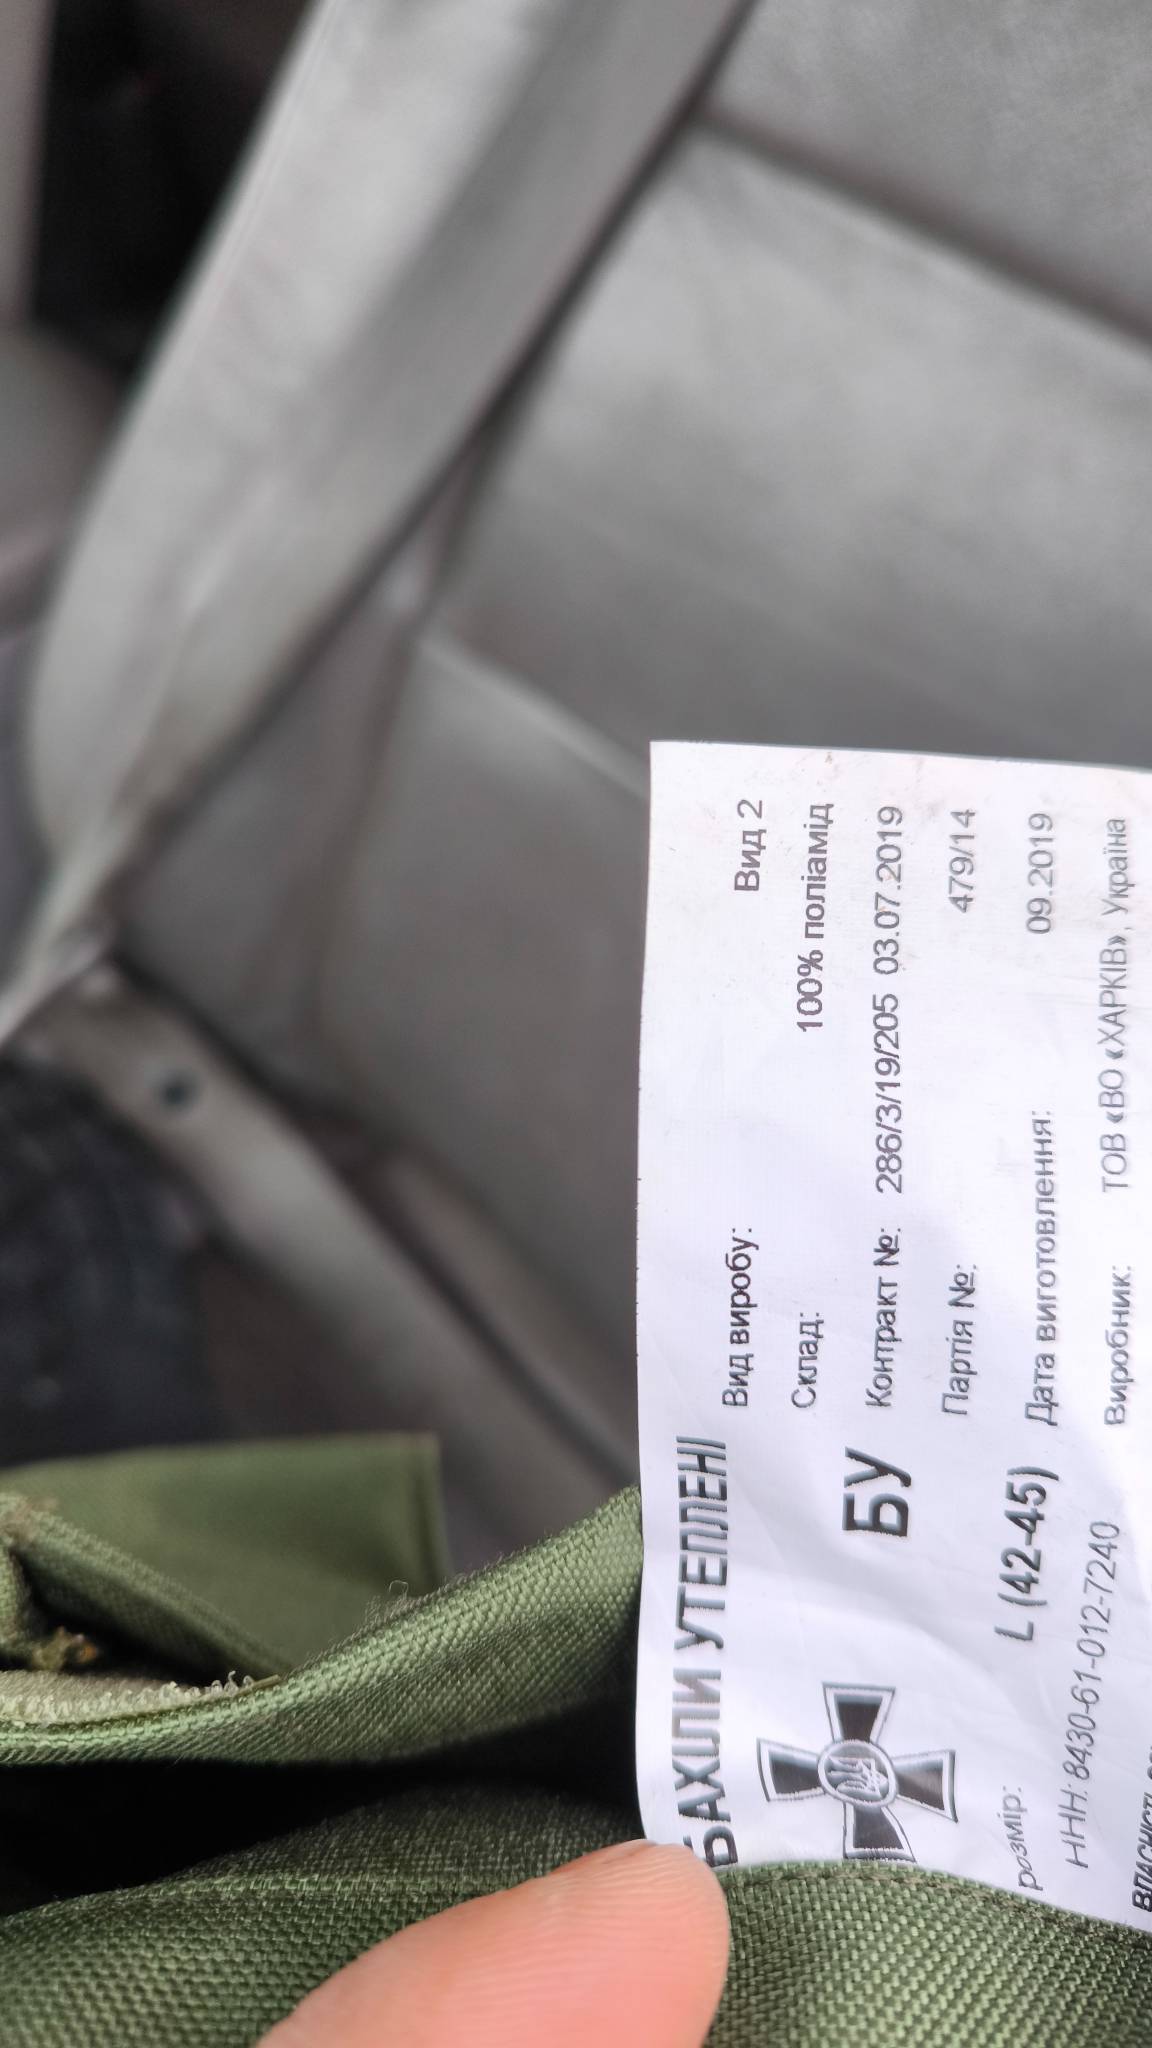 БАХІЛИ УТЕПЛЕНІ
БУ
розмір: L (42-45)
ННН: 8430-61-012-7240
Вид виробу: Вид 2
Склад: 100% поліамід
Контракт №: 286/3/19/205 03.07.2019
Партія №: 479/14
Дата виготовлення: 09.2019
Виробник: ТОВ «ВО «ХАРКІВ», Україна